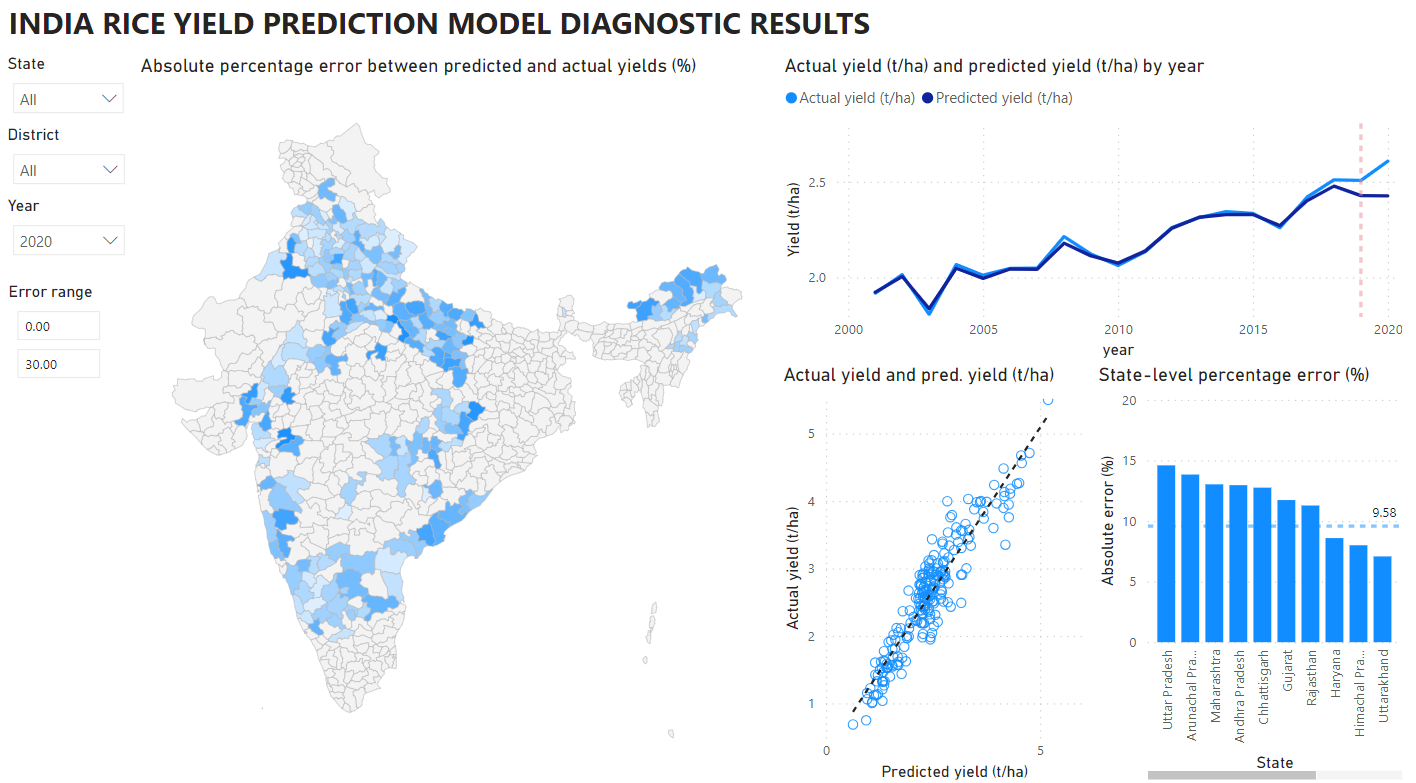 INDIA RICE YIELD PREDICTION MODEL DIAGNOSTIC RESULTS
State
All
District
All
Year
2020
Error range
0.00
30.00
Absolute percentage error between predicted and actual yields (%)
Actual yield (t/ha) and predicted yield (t/ha) by year
Actual yield (t/ha) Predicted yield (t/ha)
Yield (t/ha)
2.5
2.0
2000 2005 2010 2015 2020
year
Actual yield and pred. yield (t/ha)
Actual yield (t/ha)
5
4
3
2
1
0 5
Predicted yield (t/ha)
State-level percentage error (%)
Absolute error (%)
20
15
10
5
0
9.58
Uttar Pradesh
Arunachal Pra...
Maharashtra
Andhra Pradesh
Chhattisgarh
Gujarat
Rajasthan
Haryana
Himachal Pra...
Uttarakhand
State